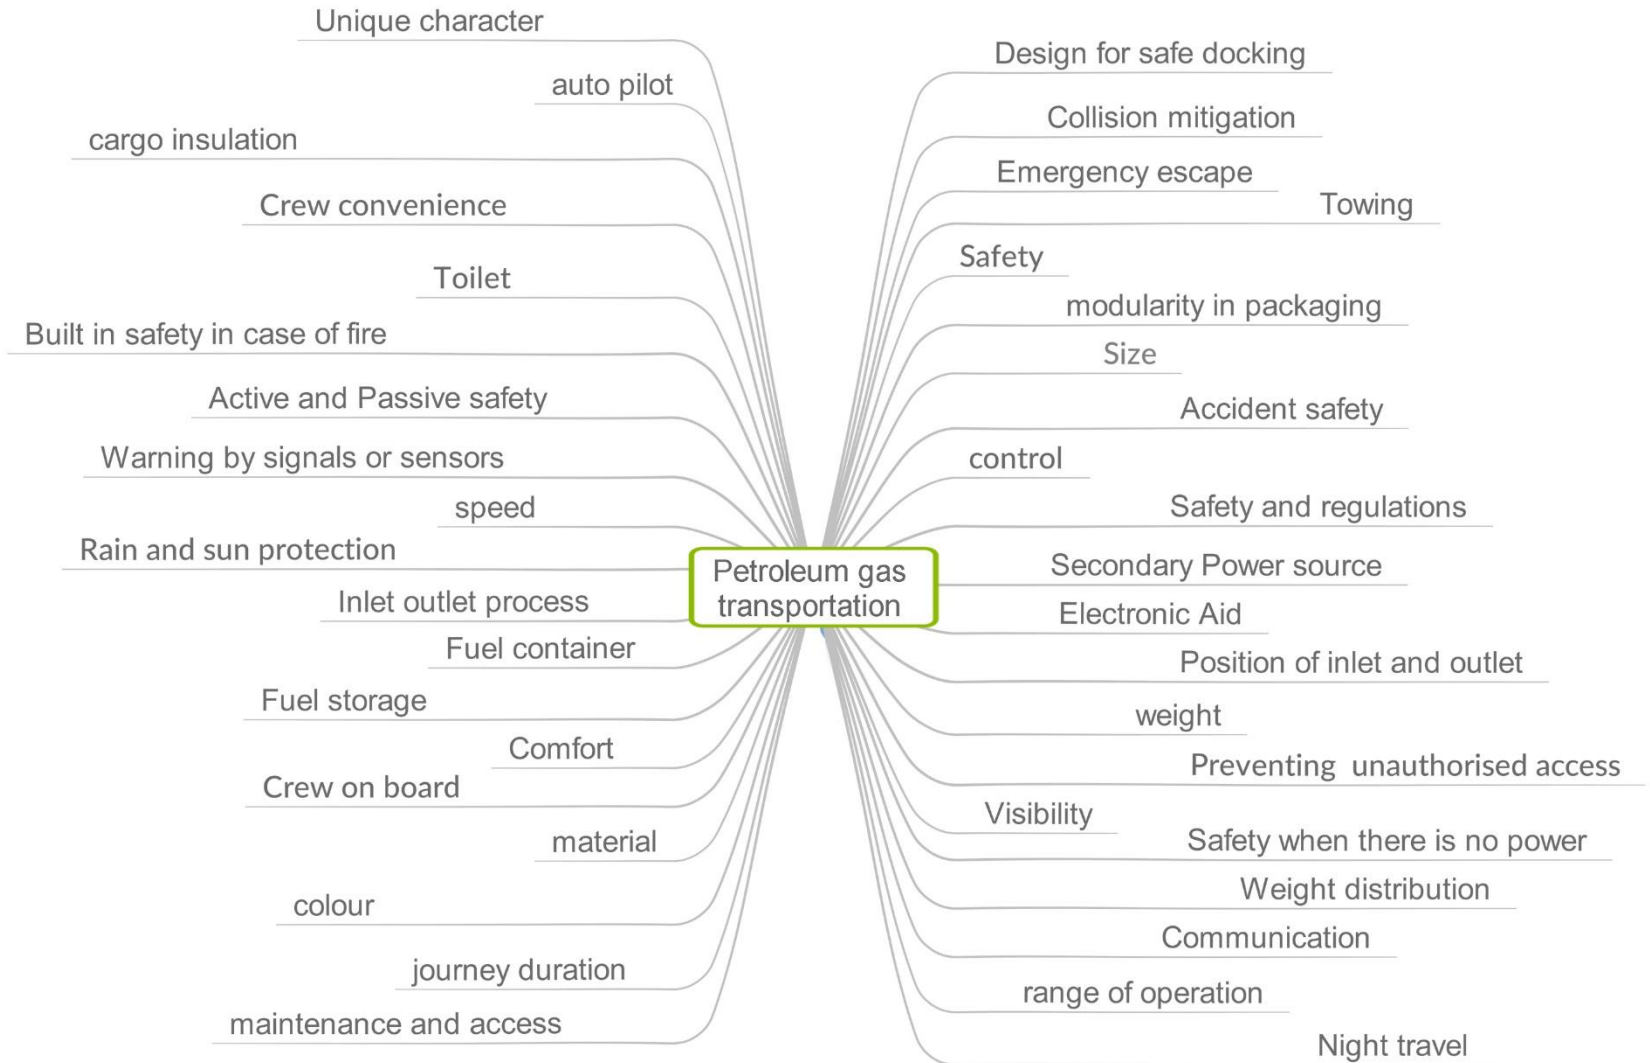 Unique character
auto pilot
cargo insulation
Crew convenience
Toilet
Built in safety in case of fire
Active and Passive safety
Warning by signals or sensors
speed
Rain and sun protection
Inlet outlet process
Fuel container
Fuel storage
Comfort
Crew on board
material
colour
journey duration
maintenance and access
Petroleum gas
transportation
Design for safe docking
Collision mitigation
Emergency escape
Towing
Safety
modularity in packaging
Size
Accident safety
control
Safety and regulations
Secondary Power source
Electronic Aid
Position of inlet and outlet
weight
Preventing unauthorised access
Visibility
Safety when there is no power
Weight distribution
Communication
range of operation
Night travel